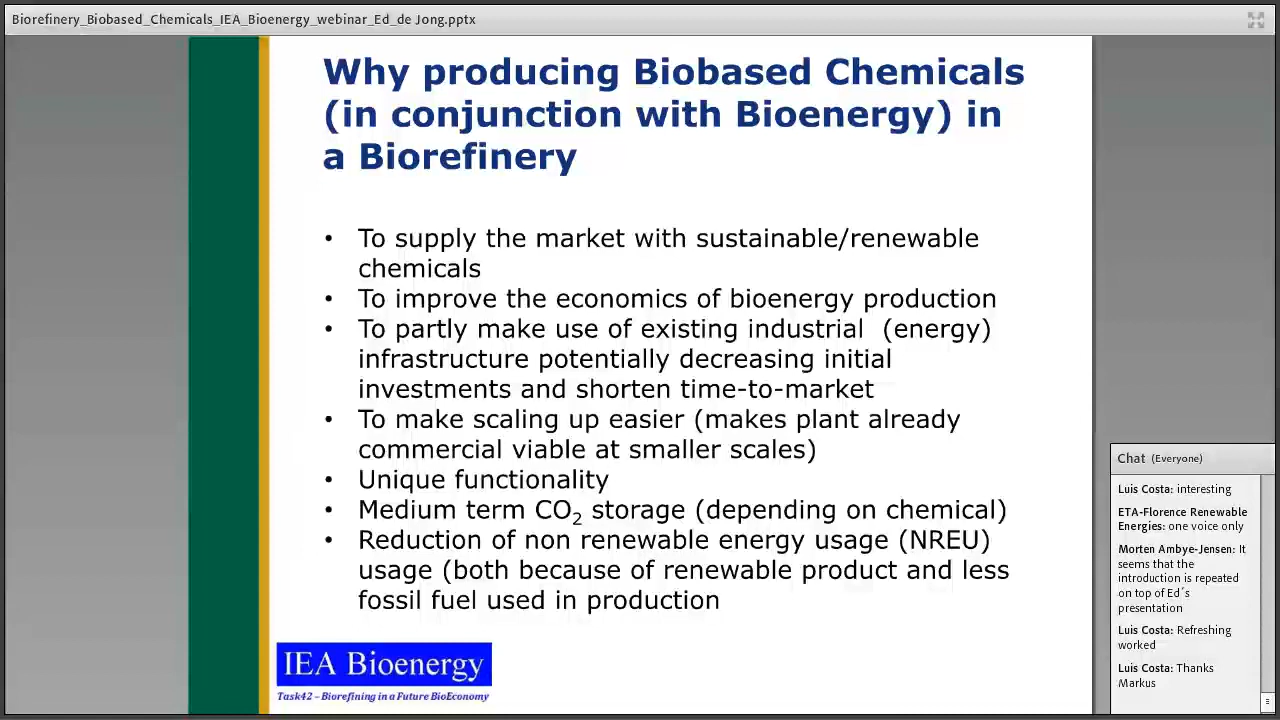 Biorefinery_Biobased_Chemicals_IEA_Bioenergy_webinar_Ed_de Jong.pptx
Why producing Biobased Chemicals
(in conjunction with Bioenergy) in
a Biorefinery
• To supply the market with sustainable/renewable
chemicals
• To improve the economics of bioenergy production
• To partly make use of existing industrial (energy)
infrastructure potentially decreasing initial
investments and shorten time-to-market
• To make scaling up easier (makes plant already
commercial viable at smaller scales)
• Unique functionality
• Medium term CO2 storage (depending on chemical)
• Reduction of non renewable energy usage (NREU)
usage (both because of renewable product and less
fossil fuel used in production
IEA Bioenergy
Task42 – Biorefining in a Future BioEconomy
Chat (Everyone)
Luis Costa: interesting
ETA-Florence Renewable
Energies: one voice only
Morten Ambye-Jensen: It
seems that the
introduction is repeated
on top of Ed´s
presentation
Luis Costa: Refreshing
worked
Luis Costa: Thanks
Markus